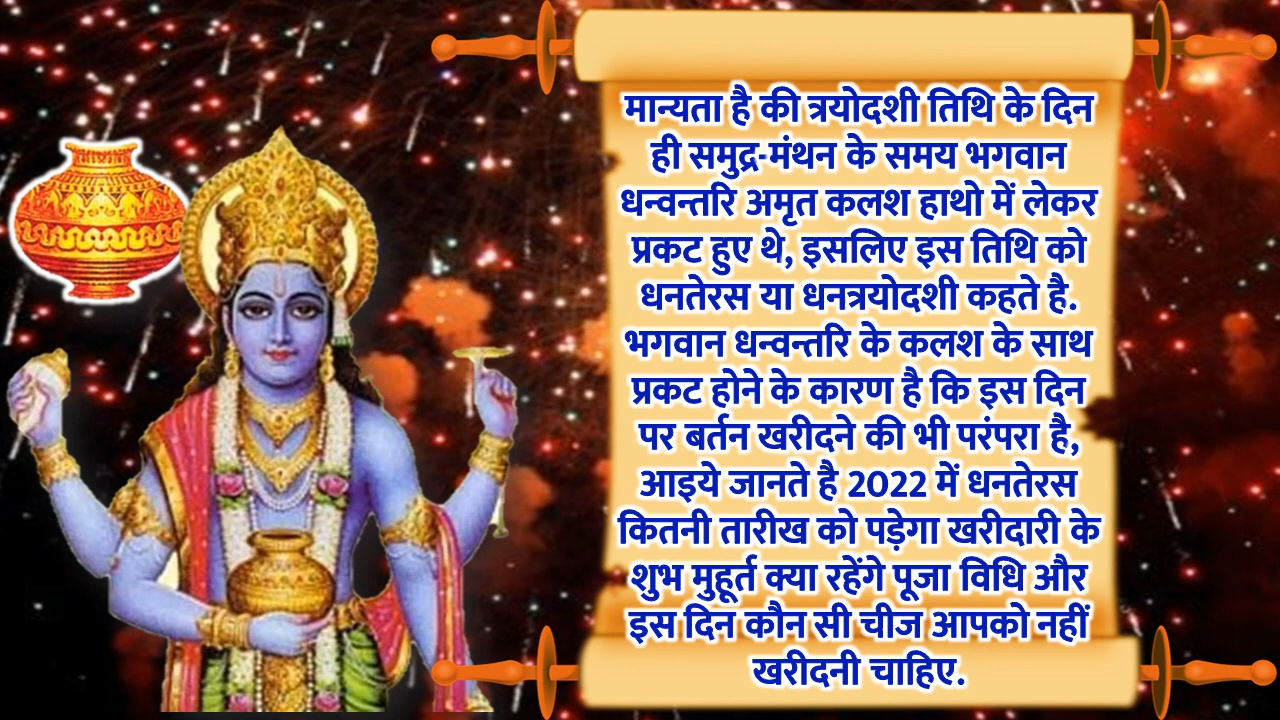 मान्यता है की त्रयोदशी तिथि के दिन
ही समुद्र-मंथन के समय भगवान
धन्वन्तरि अमृत कलश हाथो में लेकर
प्रकट हुए थे, इसलिए इस तिथि को
धनतेरस या धनत्रयोदशी कहते है.
भगवान धन्वन्तरि के कलश के साथ
प्रकट होने के कारण है कि इस दिन
पर बर्तन खरीदने की भी परंपरा है,
आइये जानते है 2022 में धनतेरस
कितनी तारीख को पड़ेगा खरीदारी के
शुभ मुहूर्त क्या रहेंगे पूजा विधि और
इस दिन कौन सी चीज आपको नहीं
खरीदनी चाहिए.